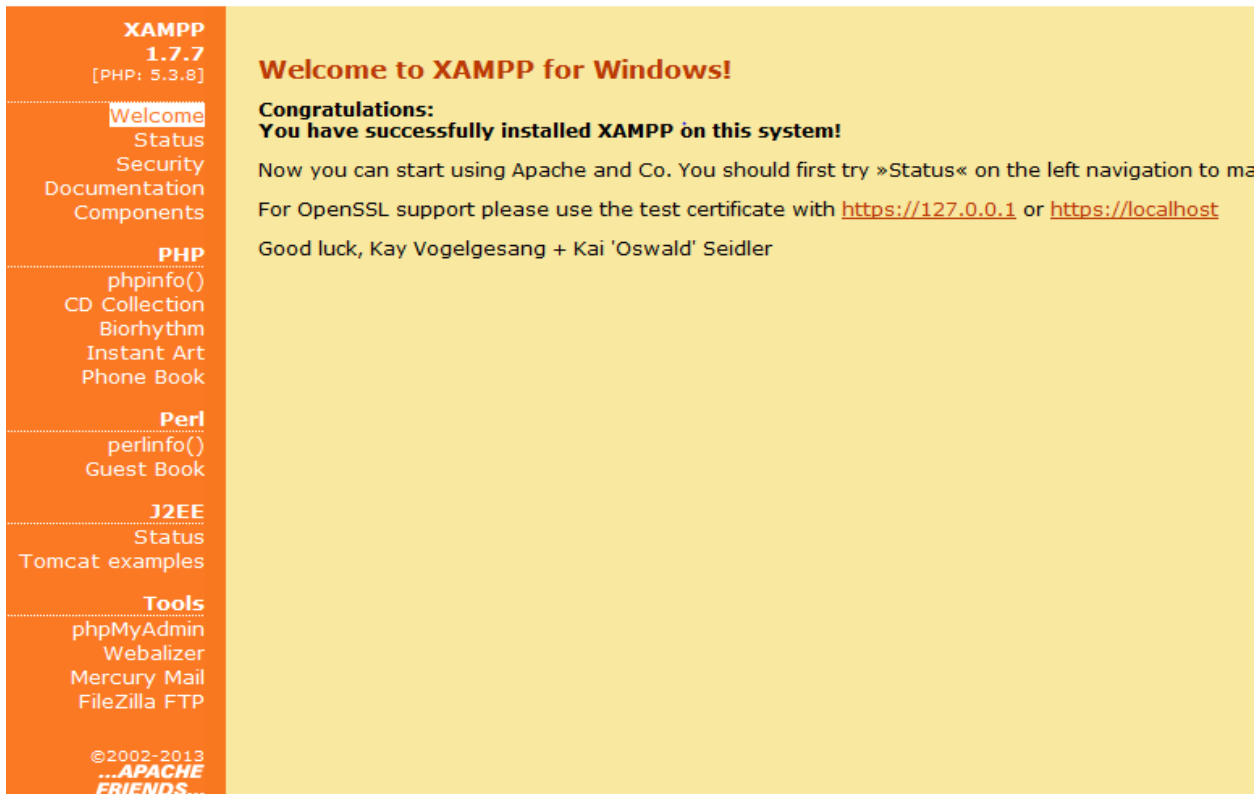 XAMPP
1.7.7
[PHP: 5.3.8]
Welcome
Status
Security
Documentation
Components
PHP
phpinfo()
CD Collection
Biorhythm
Instant Art
Phone Book
Perl
perlinfo()
Guest Book
J2EE
Status
Tomcat examples
Tools
phpMyAdmin
Webalizer
Mercury Mail
FileZilla FTP
©2002-2013
...APACHE
FRIENDS...
Welcome to XAMPP for Windows!
Congratulations:
You have successfully installed XAMPP on this system!
Now you can start using Apache and Co. You should first try »Status« on the left navigation to ma
For OpenSSL support please use the test certificate with https://127.0.0.1 or https://localhost
Good luck, Kay Vogelgesang + Kai 'Oswald' Seidler